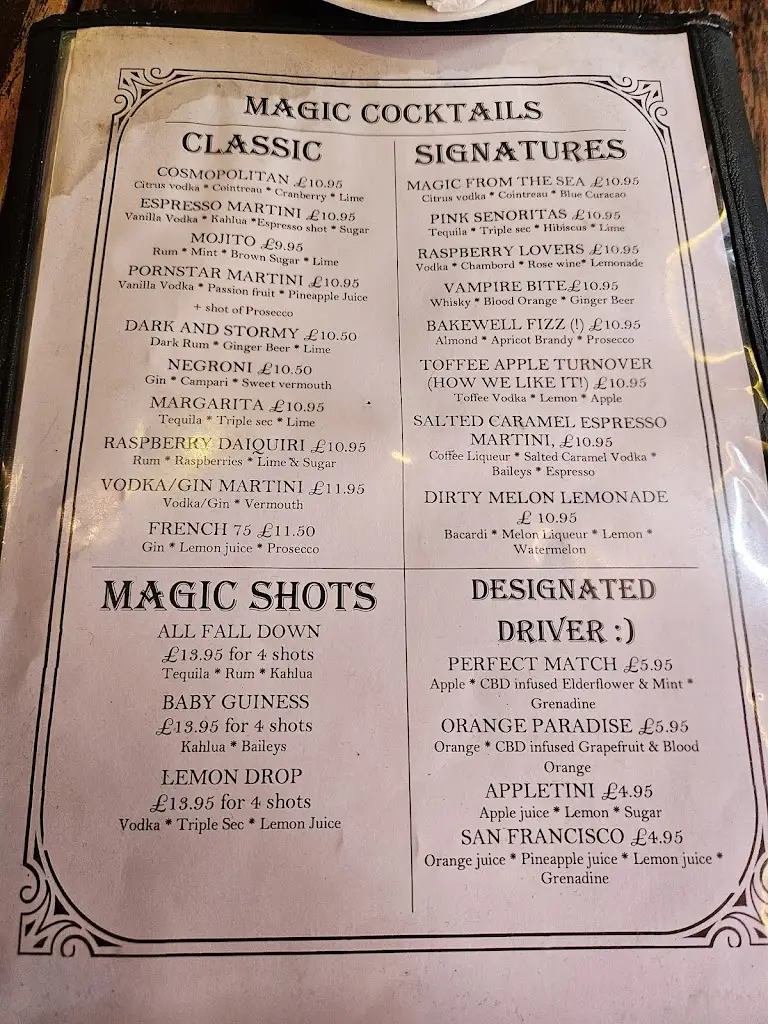 MAGIC COCKTAILS
CLASSIC
COSMOPOLITAN £10.95
Citrus vodka * Cointreau * Cranberry * Lime
ESPRESSO MARTINI £10.95
Vanilla Vodka * Kahlua *Espresso shot * Sugar
MOJITO £9.95
Rum * Mint * Brown Sugar * Lime
PORNSTAR MARTINI £10.95
Vanilla Vodka * Passion fruit * Pineapple Juice
+ shot of Prosecco
DARK AND STORMY £10.50
Dark Rum * Ginger Beer * Lime
NEGRONI £10.50
Gin * Campari * Sweet vermouth
MARGARITA £10.95
Tequila * Triple sec * Lime
RASPBERRY DAIQUIRI £10.95
Rum * Raspberries * Lime & Sugar
VODKA/GIN MARTINI £11.95
Vodka/Gin * Vermouth
FRENCH 75 £11.50
Gin * Lemon juice * Prosecco
SIGNATURES
MAGIC FROM THE SEA £10.95
Citrus vodka * Cointreau * Blue Curacao
PINK SENORITAS £10.95
Tequila * Triple sec * Hibiscus * Lime
RASPBERRY LOVERS £10.95
Vodka * Chambord * Rose wine* Lemonade
VAMPIRE BITE£10.95
Whisky * Blood Orange * Ginger Beer
BAKEWELL FIZZ (!) £10.95
Almond * Apricot Brandy * Prosecco
TOFFEE APPLE TURNOVER
(HOW WE LIKE IT!) £10.95
Toffee Vodka * Lemon * Apple
SALTED CARAMEL ESPRESSO
MARTINI, £10.95
Coffee Liqueur * Salted Caramel Vodka *
Baileys * Espresso
DIRTY MELON LEMONADE
£ 10.95
Bacardi * Melon Liqueur * Lemon *
Watermelon
MAGIC SHOTS
ALL FALL DOWN
£13.95 for 4 shots
Tequila * Rum * Kahlua
BABY GUINESS
£13.95 for 4 shots
Kahlua * Baileys
LEMON DROP
£13.95 for 4 shots
Vodka * Triple Sec * Lemon Juice
DESIGNATED
DRIVER :)
PERFECT MATCH £5.95
Apple * CBD infused Elderflower & Mint *
Grenadine
ORANGE PARADISE £5.95
Orange * CBD infused Grapefruit & Blood
Orange
APPLETINI £4.95
Apple juice * Lemon * Sugar
SAN FRANCISCO £4.95
Orange juice * Pineapple juice * Lemon juice *
Grenadine